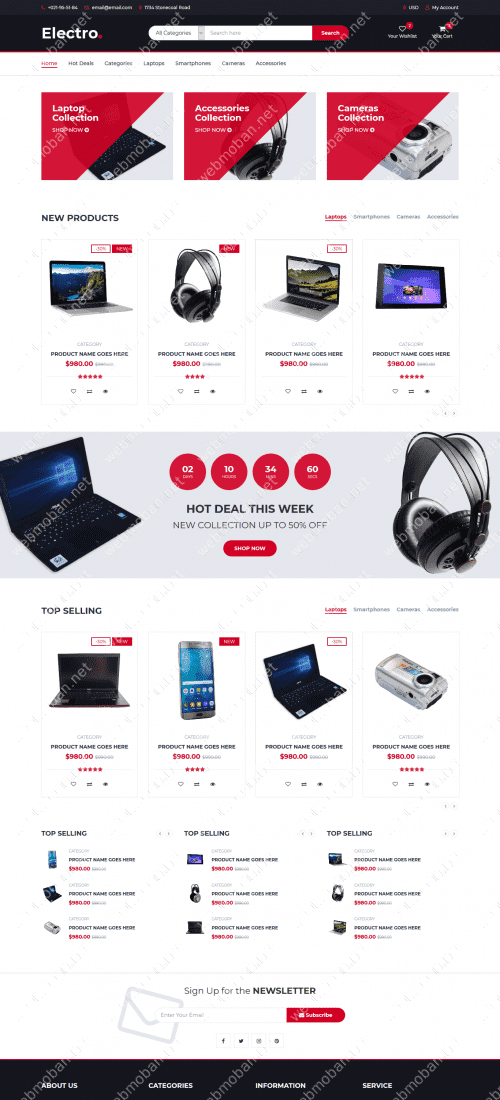 +021-95-51-84 email@email.com 1734 Stonecoal Road USD My Account
Electro. All Categories Search here Search Your Wishlist Your Cart
Home Hot Deals Categories Laptops Smartphones Cameras Accessories
Laptop
Collection
SHOP NOW
Accessories
Collection
SHOP NOW
Cameras
Collection
SHOP NOW
NEW PRODUCTS Laptops Smartphones Cameras Accessories
-30% NEW NEW -30%
CATEGORY CATEGORY CATEGORY CATEGORY
PRODUCT NAME GOES HERE PRODUCT NAME GOES HERE PRODUCT NAME GOES HERE PRODUCT NAME GOES HERE
$980.00 $990.00 $980.00 $990.00 $980.00 $990.00 $980.00 $990.00
02 10 34 60
DAYS HOURS MINS SECS
HOT DEAL THIS WEEK
NEW COLLECTION UP TO 50% OFF
SHOP NOW
TOP SELLING Laptops Smartphones Cameras Accessories
-30% NEW NEW -30%
CATEGORY CATEGORY CATEGORY CATEGORY
PRODUCT NAME GOES HERE PRODUCT NAME GOES HERE PRODUCT NAME GOES HERE PRODUCT NAME GOES HERE
$980.00 $990.00 $980.00 $990.00 $980.00 $990.00 $980.00 $990.00
TOP SELLING TOP SELLING TOP SELLING
CATEGORY CATEGORY CATEGORY
PRODUCT NAME GOES HERE PRODUCT NAME GOES HERE PRODUCT NAME GOES HERE
$980.00 $990.00 $980.00 $990.00 $980.00 $990.00
CATEGORY CATEGORY CATEGORY
PRODUCT NAME GOES HERE PRODUCT NAME GOES HERE PRODUCT NAME GOES HERE
$980.00 $990.00 $980.00 $990.00 $980.00 $990.00
CATEGORY CATEGORY CATEGORY
PRODUCT NAME GOES HERE PRODUCT NAME GOES HERE PRODUCT NAME GOES HERE
$980.00 $990.00 $980.00 $990.00 $980.00 $990.00
Sign Up for the NEWSLETTER
Enter Your Email Subscribe
ABOUT US CATEGORIES INFORMATION SERVICE
webmoban.net